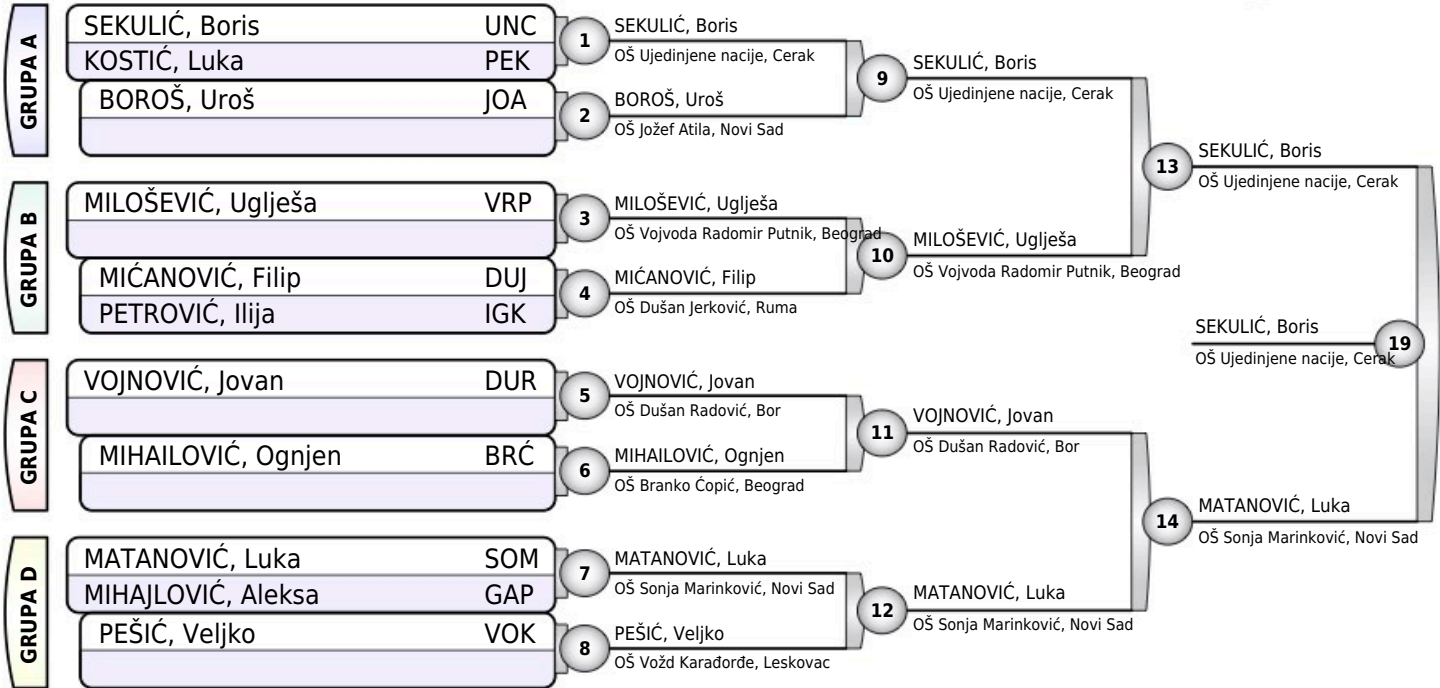 GRUPA A
SEKULIĆ, Boris UNC
KOSTIĆ, Luka PEK
BOROŠ, Uroš JOA
GRUPA B
MILOŠEVIĆ, Uglješa VRP
MIĆANOVIĆ, Filip DUJ
PETROVIĆ, Ilija IGK
GRUPA C
VOJNOVIĆ, Jovan DUR
MIHAILOVIĆ, Ognjen BRĆ
GRUPA D
MATANOVIĆ, Luka SOM
MIHAJLOVIĆ, Aleksa GAP
PEŠIĆ, Veljko VOK
1
SEKULIĆ, Boris
OŠ Ujedinjene nacije, Cerak
2
BOROŠ, Uroš
OŠ Jožef Atila, Novi Sad
3
MILOŠEVIĆ, Uglješa
OŠ Vojvoda Radomir Putnik, Beograd
4
MIĆANOVIĆ, Filip
OŠ Dušan Jerković, Ruma
5
VOJNOVIĆ, Jovan
OŠ Dušan Radović, Bor
6
MIHAILOVIĆ, Ognjen
OŠ Branko Ćopić, Beograd
7
MATANOVIĆ, Luka
OŠ Sonja Marinković, Novi Sad
8
PEŠIĆ, Veljko
OŠ Vožd Karađorđe, Leskovac
9
SEKULIĆ, Boris
OŠ Ujedinjene nacije, Cerak
10
MILOŠEVIĆ, Uglješa
OŠ Vojvoda Radomir Putnik, Beograd
11
VOJNOVIĆ, Jovan
OŠ Dušan Radović, Bor
12
MATANOVIĆ, Luka
OŠ Sonja Marinković, Novi Sad
13
SEKULIĆ, Boris
OŠ Ujedinjene nacije, Cerak
14
MATANOVIĆ, Luka
OŠ Sonja Marinković, Novi Sad
SEKULIĆ, Boris
OŠ Ujedinjene nacije, Cerak
19